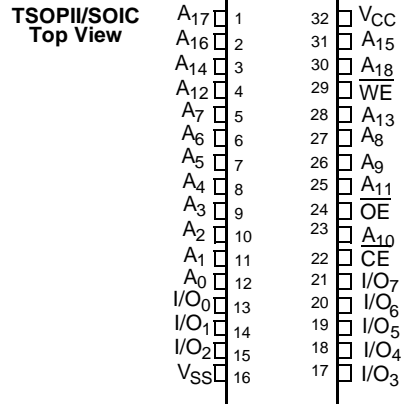 TSOPII/SOIC
Top View
A17 1 32 VCC
A16 2 31 A15
A14 3 30 A18
A12 4 29 WE
A7 5 28 A13
A6 6 27 A8
A5 7 26 A9
A4 8 25 A11
A3 9 24 OE
A2 10 23 A10
A1 11 22 CE
A0 12 21 I/O7
I/O0 13 20 I/O6
I/O1 14 19 I/O5
I/O2 15 18 I/O4
VSS 16 17 I/O3